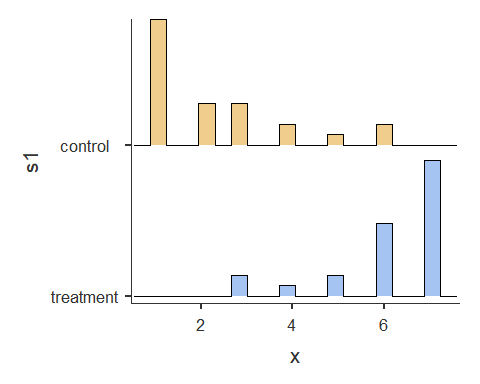 s1
control
treatment
2 4 6
x